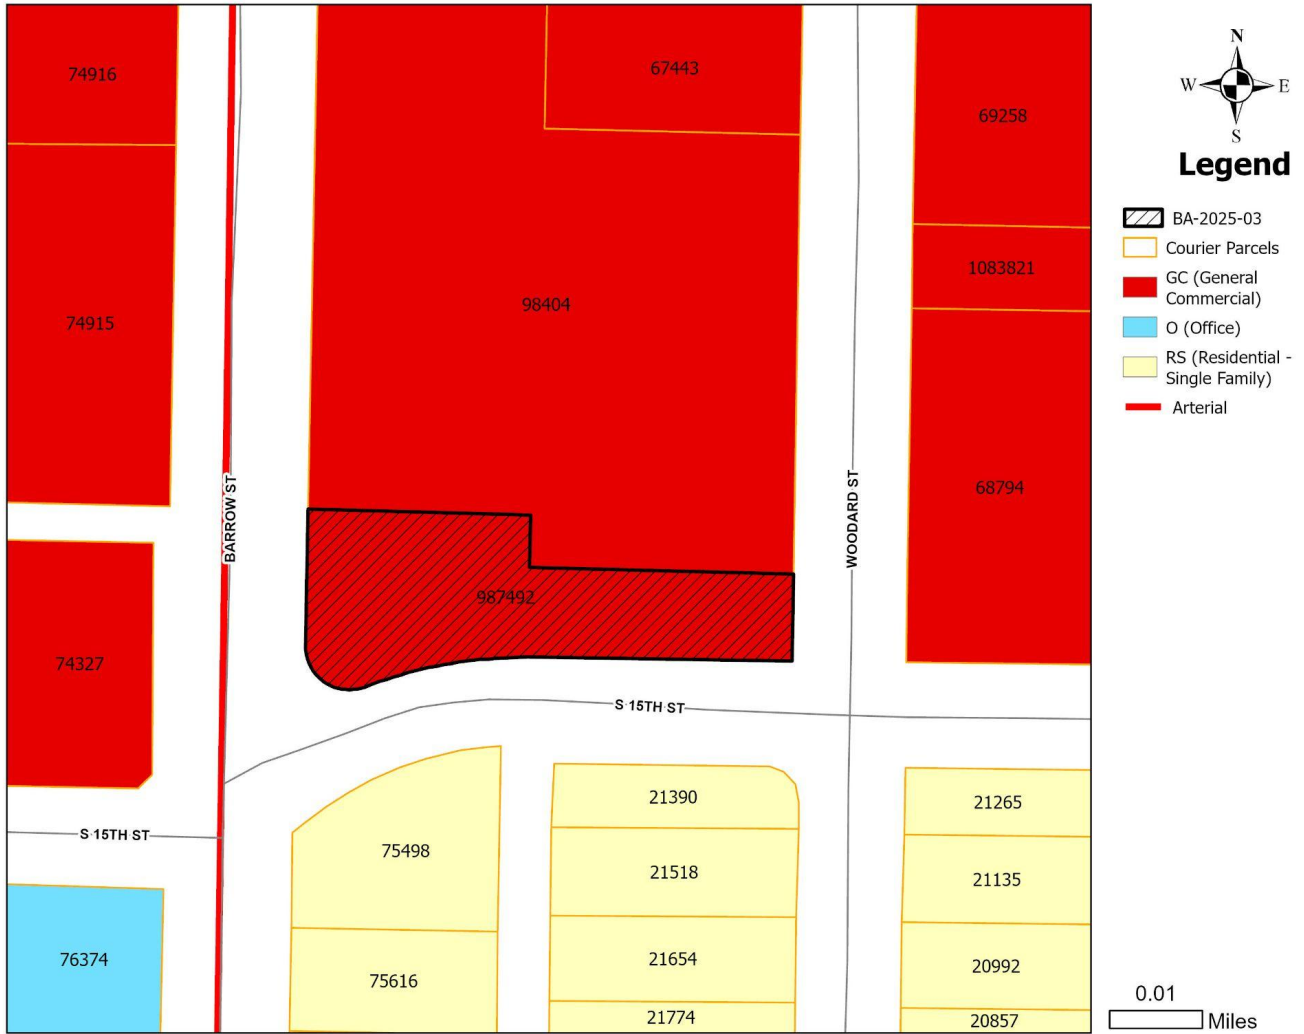 74916
67443
69258
1083821
98404
74915
68794
BARROW ST
WOODARD ST
987492
74327
S 15TH ST
21390
21265
S 15TH ST
75498
21518
21135
76374
21654
20992
75616
21774
20857
N
W E
S
Legend
BA-2025-03
Courier Parcels
GC (General
Commercial)
O (Office)
RS (Residential -
Single Family)
Arterial
0.01
Miles